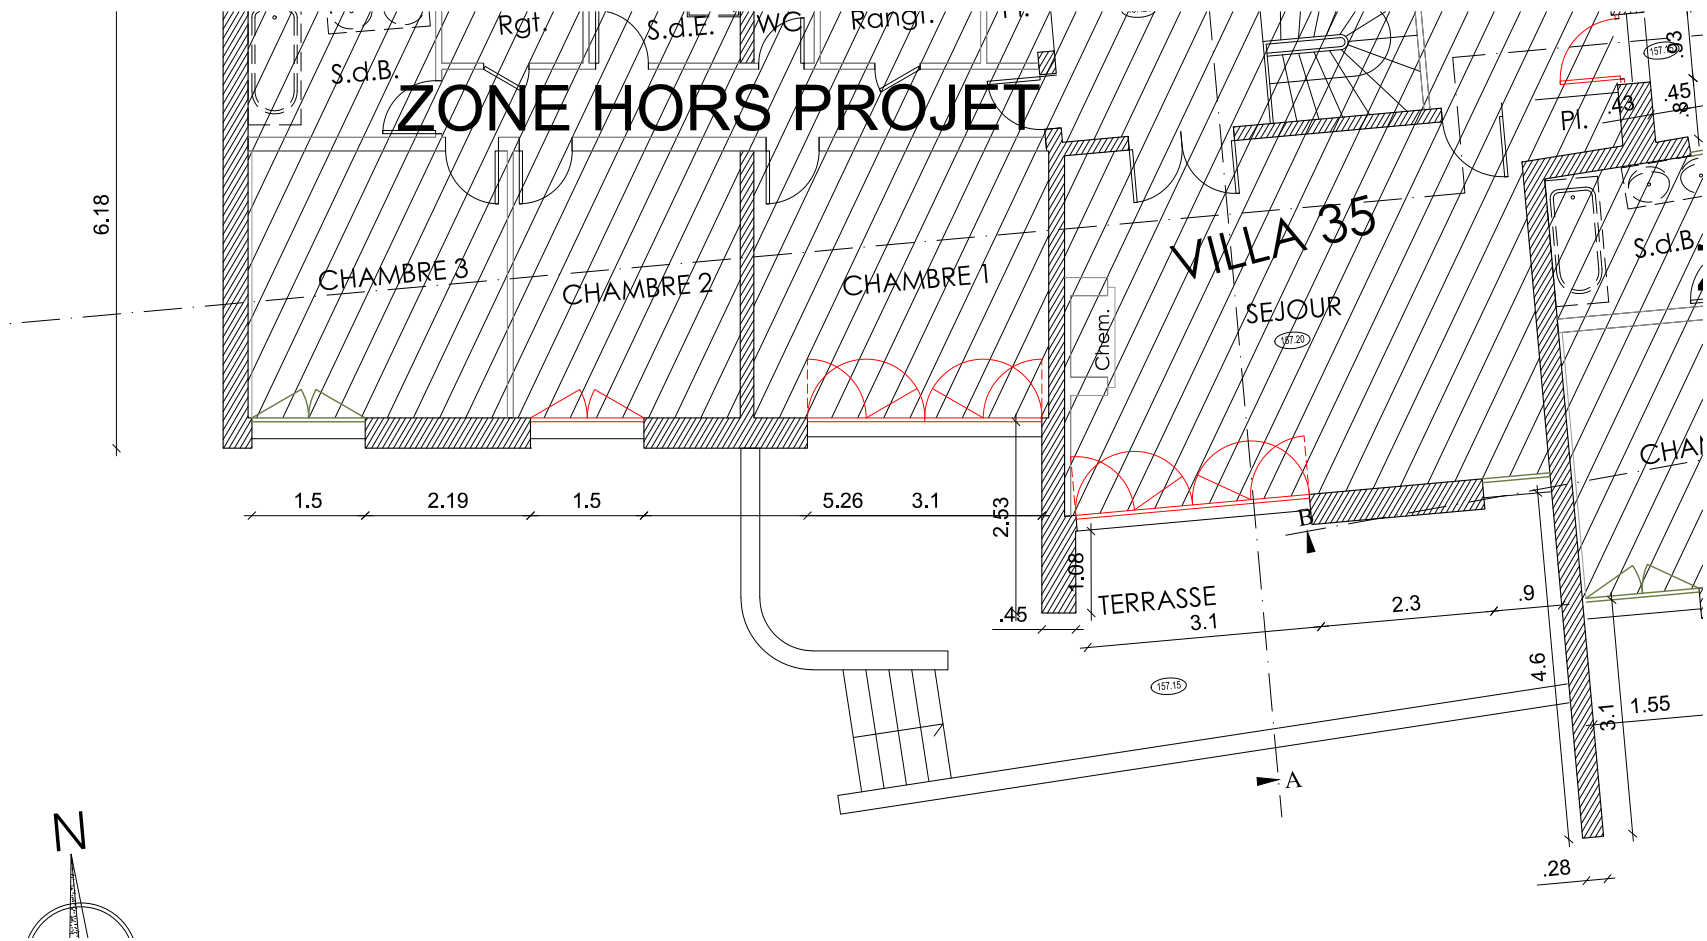 Rgt.
S.d.E.
WC
Rangt.
S.d.B.
ZONE HORS PROJET
Pl.
.43
.45
.93
6.18
CHAMBRE 3
CHAMBRE 2
CHAMBRE 1
VILLA 35
SEJOUR
157.20
Chem.
S.d.B.
1.5
2.19
1.5
5.26
3.1
2.53
1.08
.45
B
TERRASSE
3.1
2.3
.9
4.6
157.15
3.1
1.55
A
N
.28